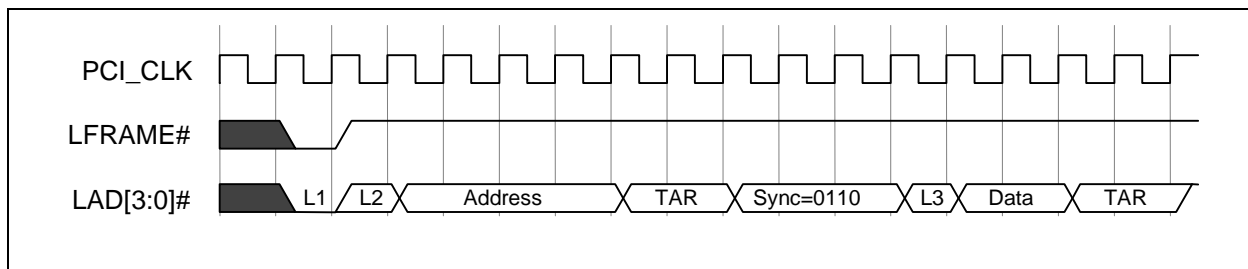 PCI_CLK
LFRAME#
LAD[3:0]# L1 L2 Address TAR Sync=0110 L3 Data TAR